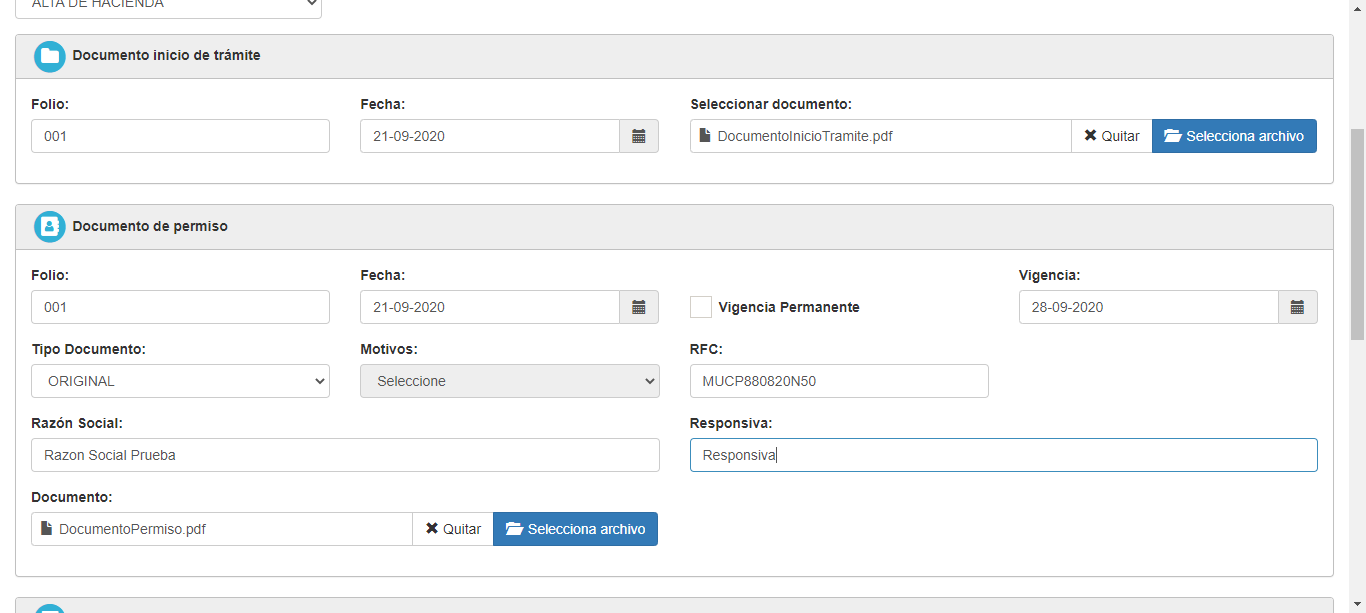 ALTA DE HACIENDA
Documento inicio de trámite
Folio: Fecha: Seleccionar documento:
001 21-09-2020 DocumentoInicioTramite.pdf Quitar Selecciona archivo
Documento de permiso
Folio: Fecha: Vigencia:
001 21-09-2020 Vigencia Permanente 28-09-2020
Tipo Documento: Motivos: RFC:
ORIGINAL Seleccione MUCP880820N50
Razón Social: Responsiva:
Razon Social Prueba Responsiva
Documento:
DocumentoPermiso.pdf Quitar Selecciona archivo